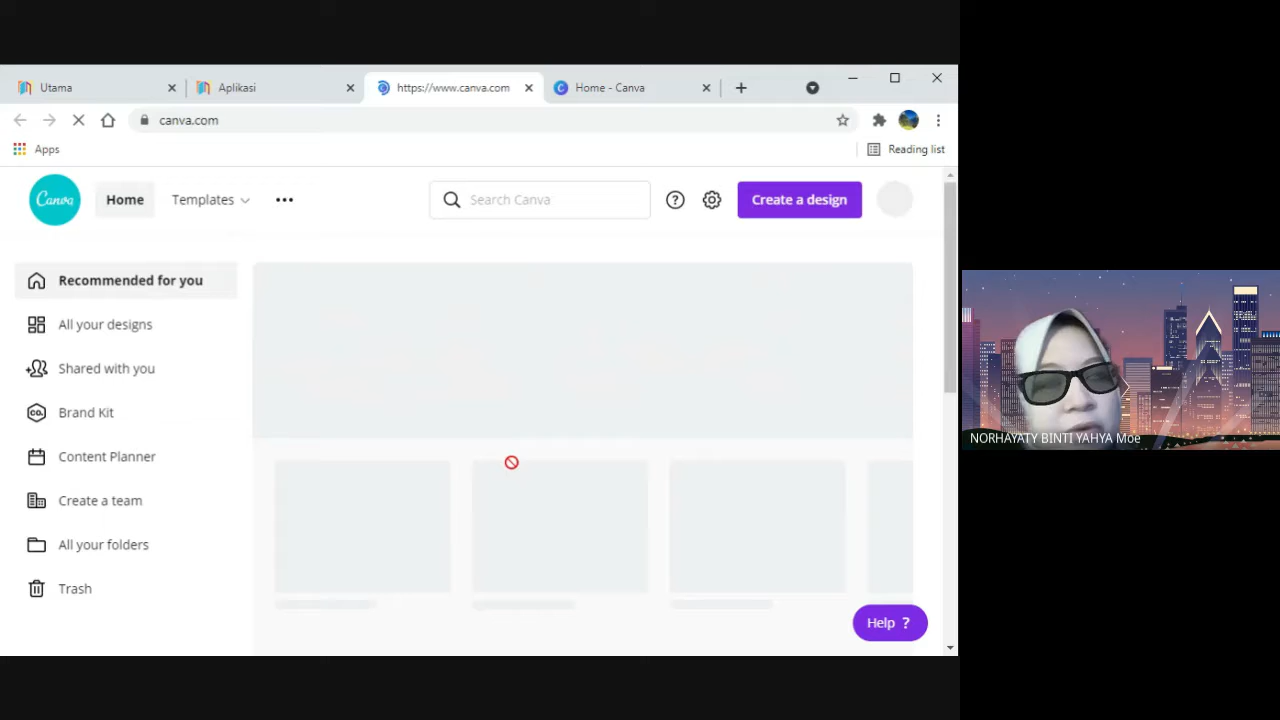 Utama
Aplikasi
https://www.canva.com
Home - Canva
canva.com
Apps
Reading list
Canva
Home
Templates
Search Canva
Create a design
Recommended for you
All your designs
Shared with you
CO.
Brand Kit
Content Planner
Create a team
All your folders
Trash
Help ?
NORHAYATY BINTI YAHYA Moe